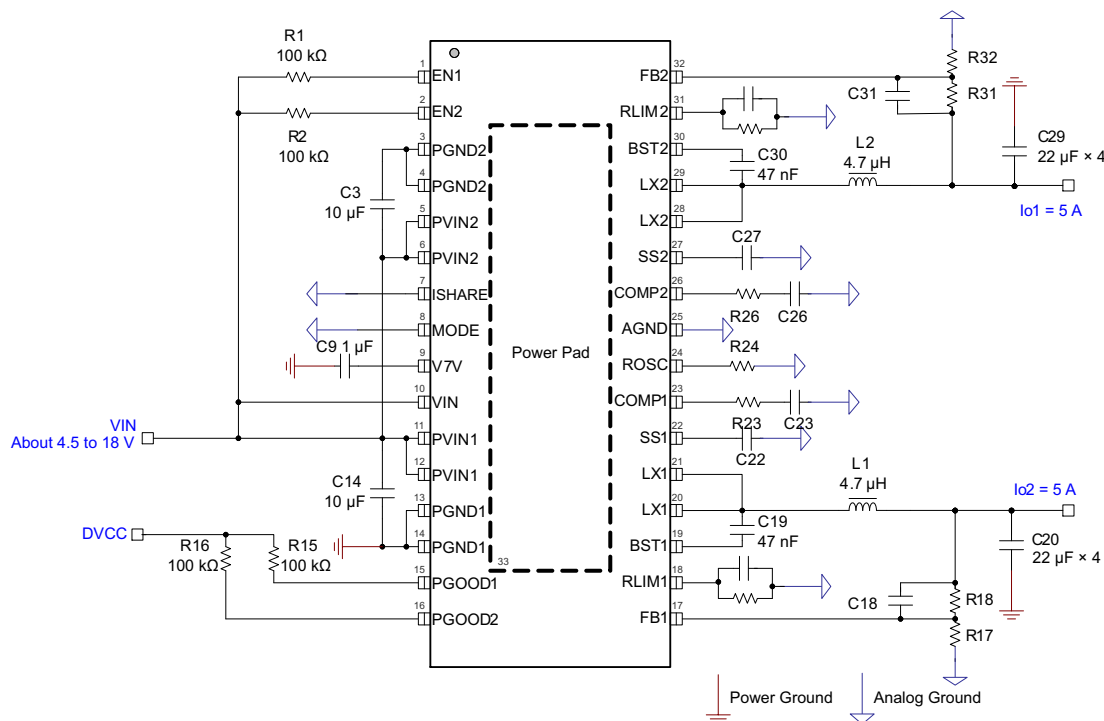 R1
100 kΩ
R2
100 kΩ
C3
10 µF
C9 1 µF
VIN
About 4.5 to 18 V
C14
10 µF
DVCC
R16
100 kΩ
R15
100 kΩ
1
EN1
2
EN2
3
PGND2
4
PGND2
5
PVIN2
6
PVIN2
7
ISHARE
8
MODE
9
V7V
10
VIN
11
PVIN1
12
PVIN1
13
PGND1
14
PGND1
15
PGOOD1
16
PGOOD2
Power Pad
33
32
FB2
31
RLIM2
30
BST2
29
LX2
28
LX2
27
SS2
26
COMP2
25
AGND
24
ROSC
23
COMP1
22
SS1
21
LX1
20
LX1
19
BST1
18
RLIM1
17
FB1
R32
C31
R31
C30
47 nF
L2
4.7 µH
C29
22 µF × 4
Io1 = 5 A
C27
R26
C26
R24
R23
C23
C22
L1
4.7 µH
Io2 = 5 A
C19
47 nF
C20
22 µF × 4
C18
R18
R17
Power Ground
Analog Ground